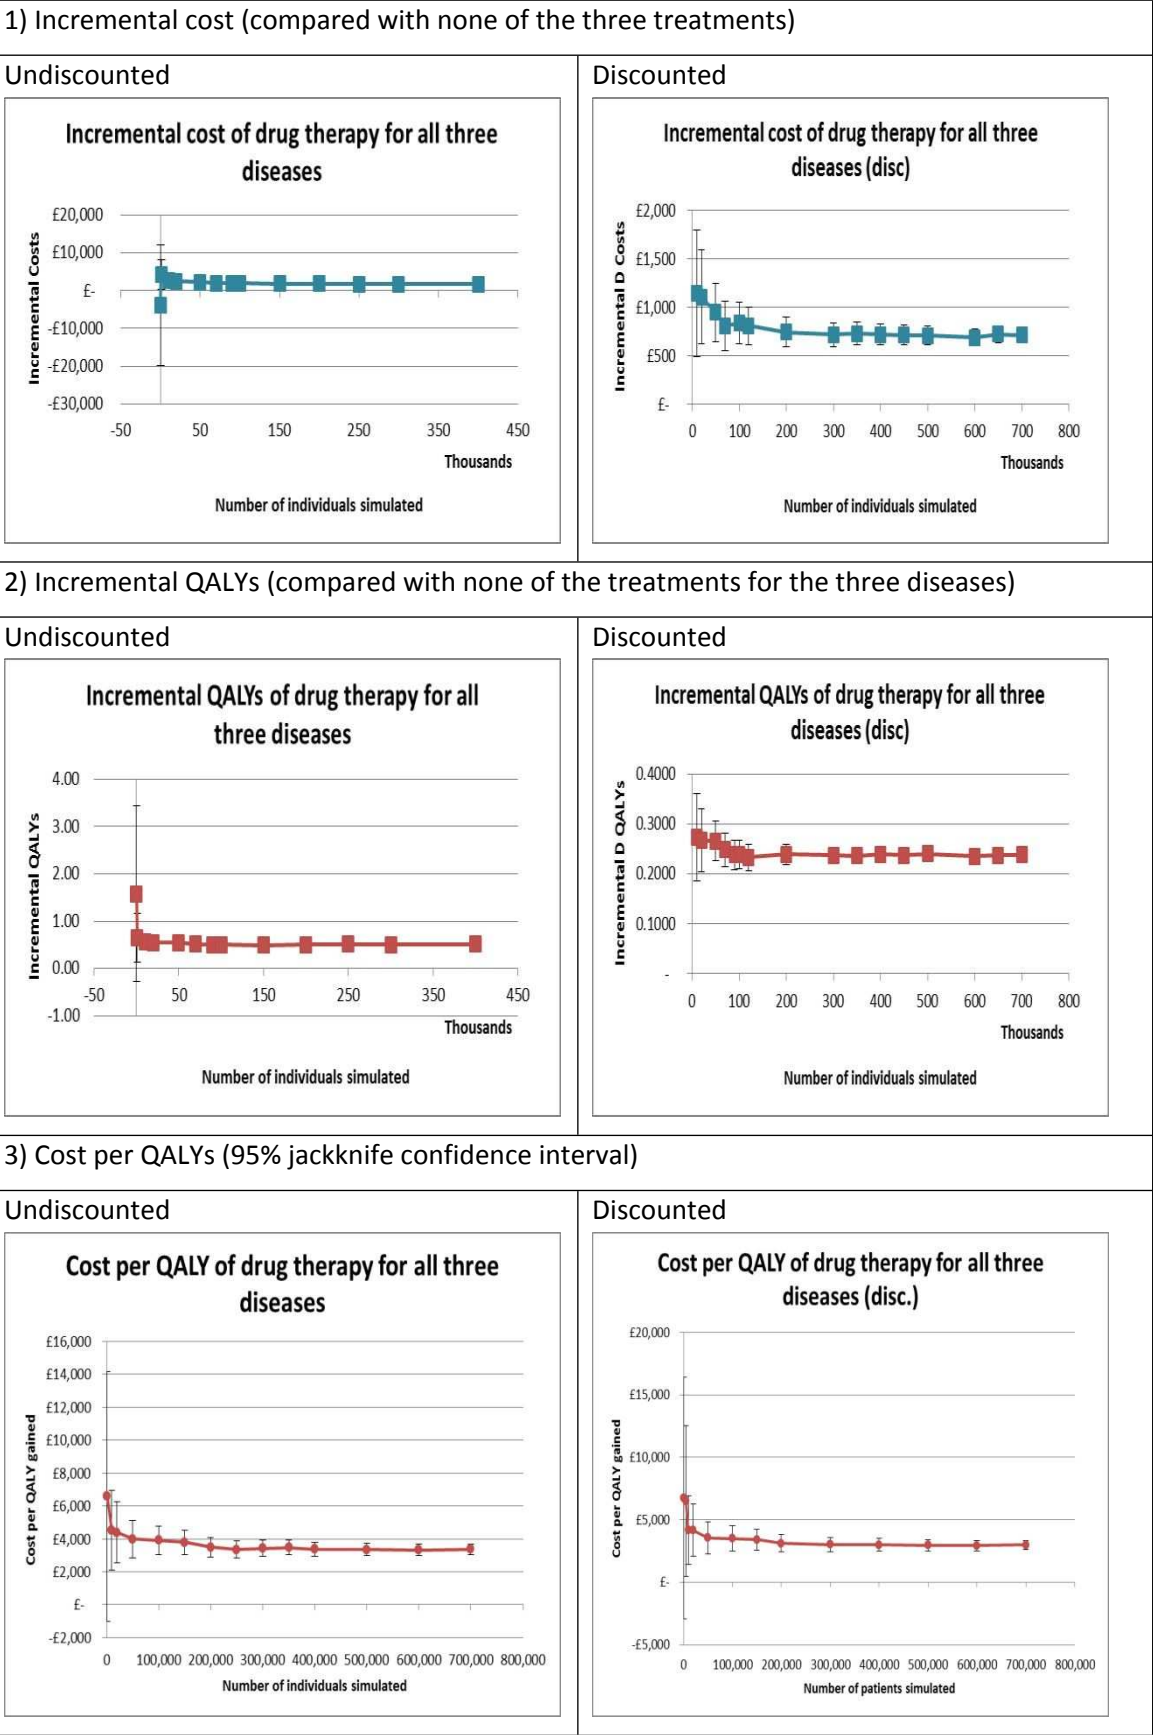 1) Incremental cost (compared with none of the three treatments)
Undiscounted
Incremental cost of drug therapy for all three
diseases
Incremental Costs
£20,000
£10,000
£-
-£10,000
-£20,000
-£30,000
-50 50 150 250 350 450
Thousands
Number of individuals simulated
Discounted
Incremental cost of drug therapy for all three
diseases (disc)
Incremental D Costs
£2,000
£1,500
£1,000
£500
£-
0 100 200 300 400 500 600 700 800
Thousands
Number of individuals simulated
2) Incremental QALYs (compared with none of the treatments for the three diseases)
Undiscounted
Incremental QALYs of drug therapy for all
three diseases
Incremental QALYs
4.00
3.00
2.00
1.00
0.00
-1.00
-50 50 150 250 350 450
Thousands
Number of individuals simulated
Discounted
Incremental QALYs of drug therapy for all three
diseases (disc)
Incremental D QALYs
0.4000
0.3000
0.2000
0.1000
-
0 100 200 300 400 500 600 700 800
Thousands
Number of individuals simulated
3) Cost per QALYs (95% jackknife confidence interval)
Undiscounted
Cost per QALY of drug therapy for all three
diseases
Cost per QALY gained
£16,000
£14,000
£12,000
£10,000
£8,000
£6,000
£4,000
£2,000
£-
-£2,000
0 100,000 200,000 300,000 400,000 500,000 600,000 700,000 800,000
Number of individuals simulated
Discounted
Cost per QALY of drug therapy for all three
diseases (disc.)
Cost per QALY gained
£20,000
£15,000
£10,000
£5,000
£-
-£5,000
0 100,000 200,000 300,000 400,000 500,000 600,000 700,000 800,000
Number of patients simulated